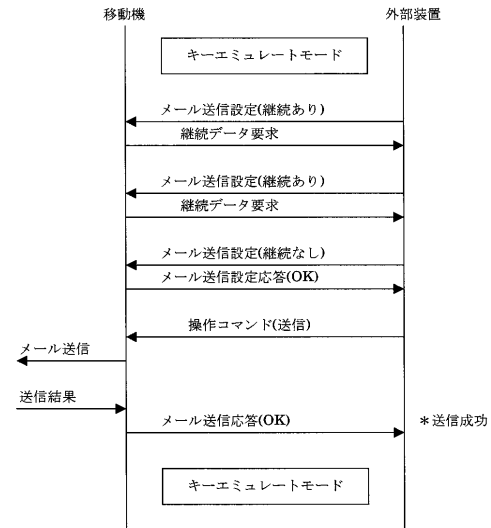 移動機
外部装置
キーエミュレートモード
メール送信設定(継続あり)
継続データ要求
メール送信設定(継続あり)
継続データ要求
メール送信設定(継続なし)
メール送信設定応答(OK)
操作コマンド(送信)
メール送信
送信結果
メール送信応答(OK)
＊送信成功
キーエミュレートモード